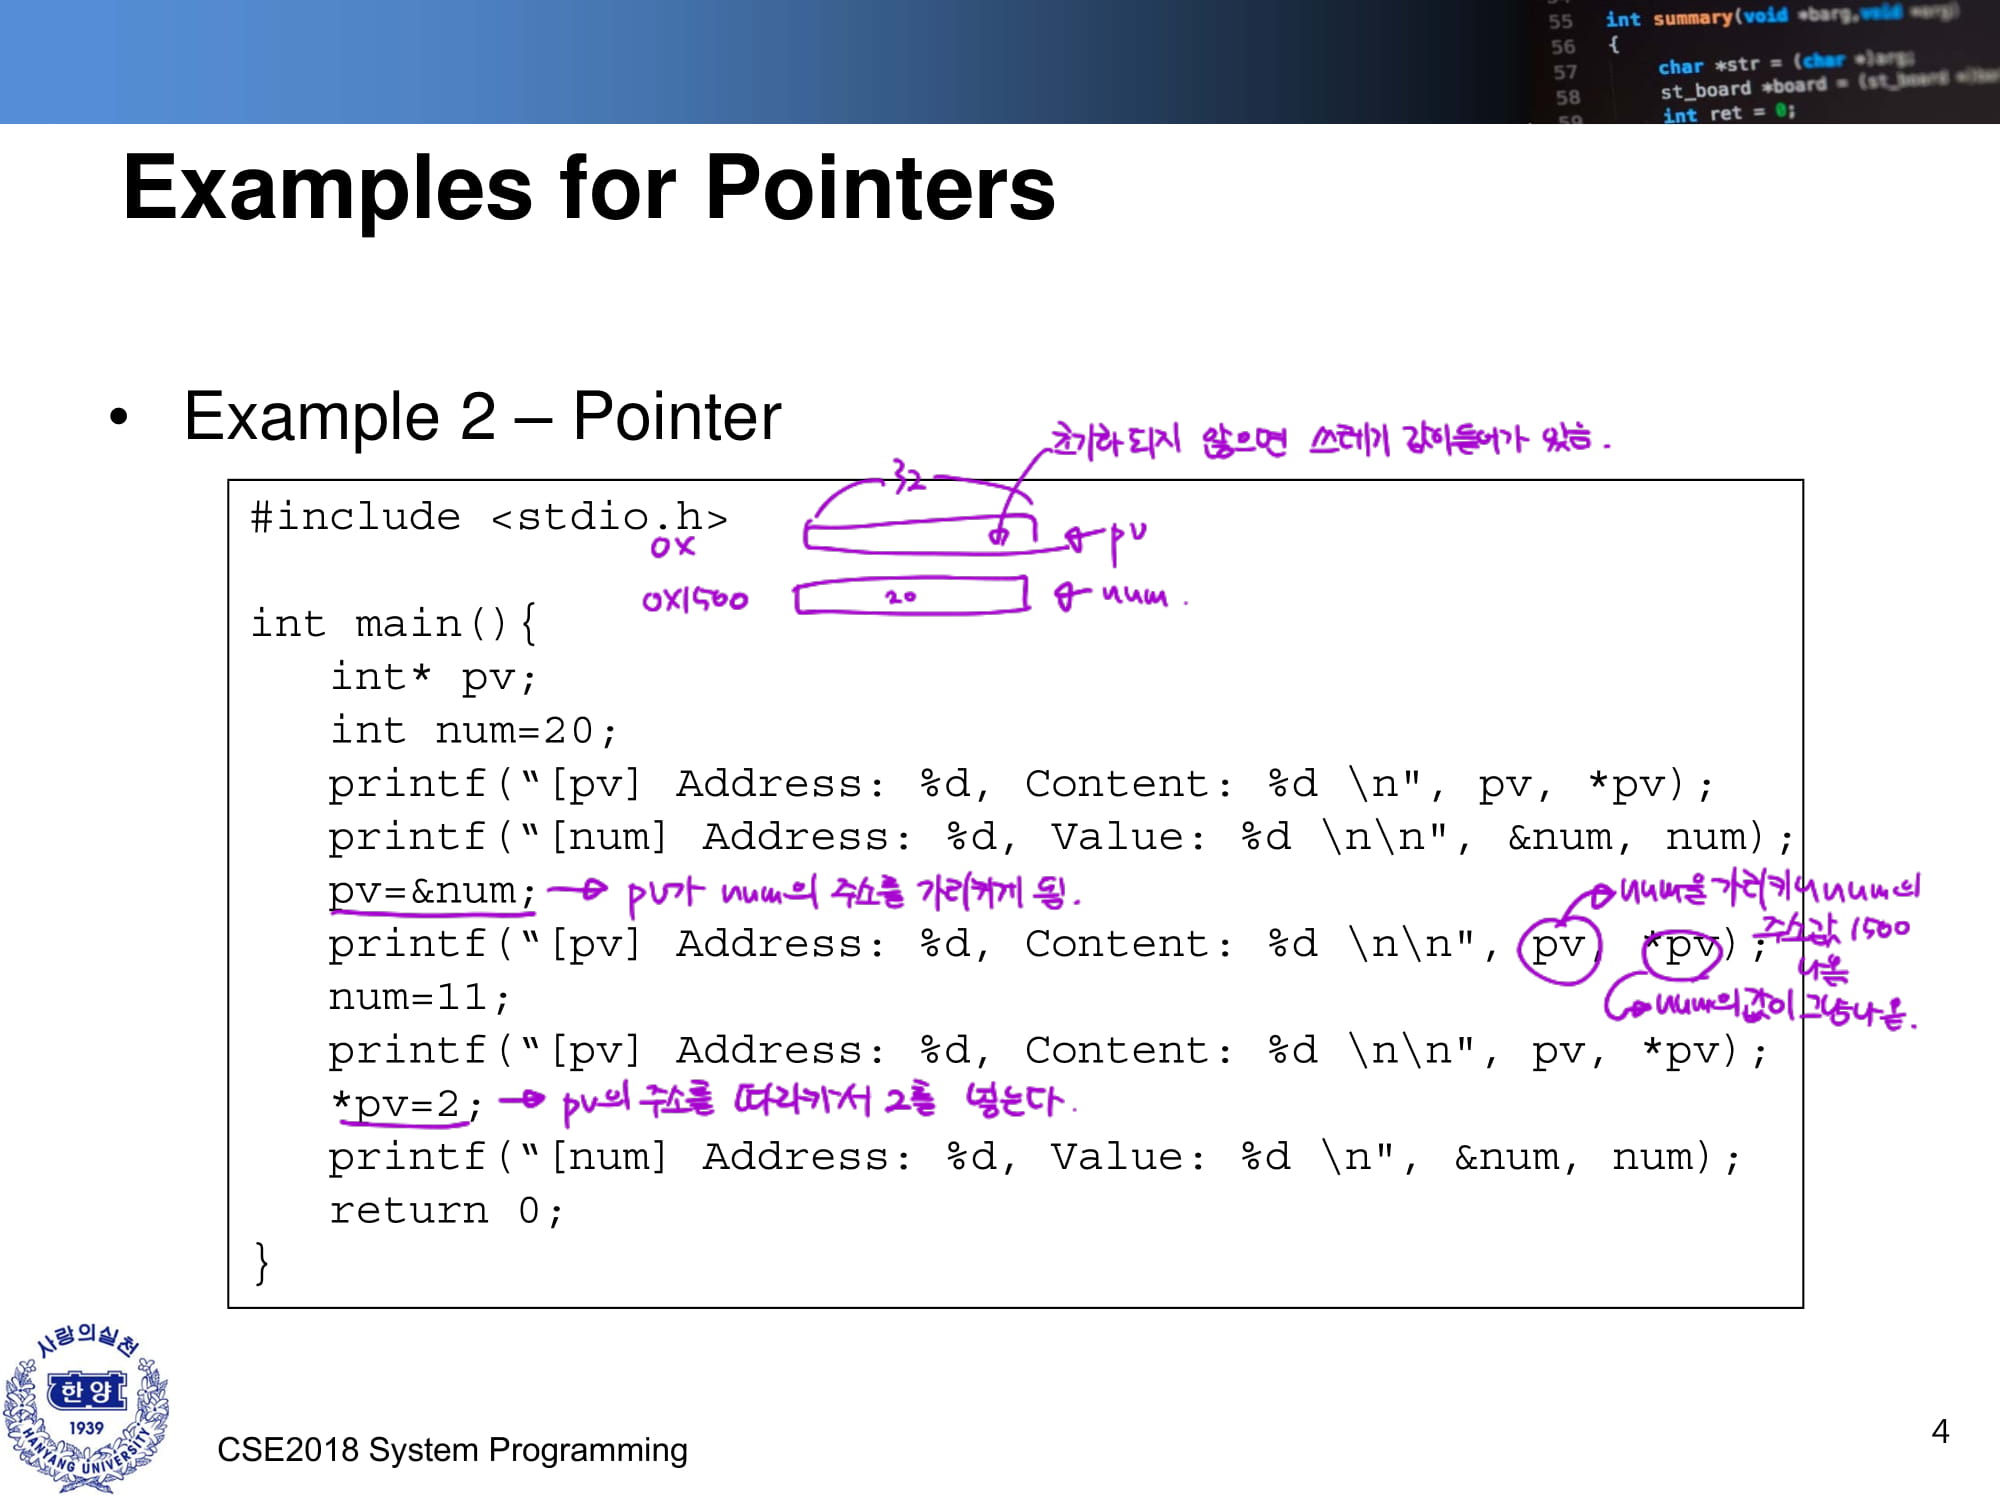 55 int summary(void *barg, void *arg)
56 {
57 char *str = (char *)arg;
58 st_board *board = (st_board *)
59 int ret = 0;
Examples for Pointers
• Example 2 – Pointer
초기화 되지 않으면 쓰레기 값이들어가 있음.
32
#include <stdio.h>
0x
pv
0x1500
20
num.
int main(){
int* pv;
int num=20;
printf(“[pv] Address: %d, Content: %d \n", pv, *pv);
printf(“[num] Address: %d, Value: %d \n\n", &num, num);
pv=&num; → pv가 num의 주소를 가리키게 됨.
num을 가리키니 num의
주소값 1500
나옴
printf(“[pv] Address: %d, Content: %d \n\n", pv, *pv);
num의 값이 그냥나옴.
num=11;
printf(“[pv] Address: %d, Content: %d \n\n", pv, *pv);
*pv=2; → pv의 주소를 따라가서 2를 넣는다.
printf(“[num] Address: %d, Value: %d \n", &num, num);
return 0;
}
사랑의실천
한양
1939
HANYANG UNIVERSITY
CSE2018 System Programming
4